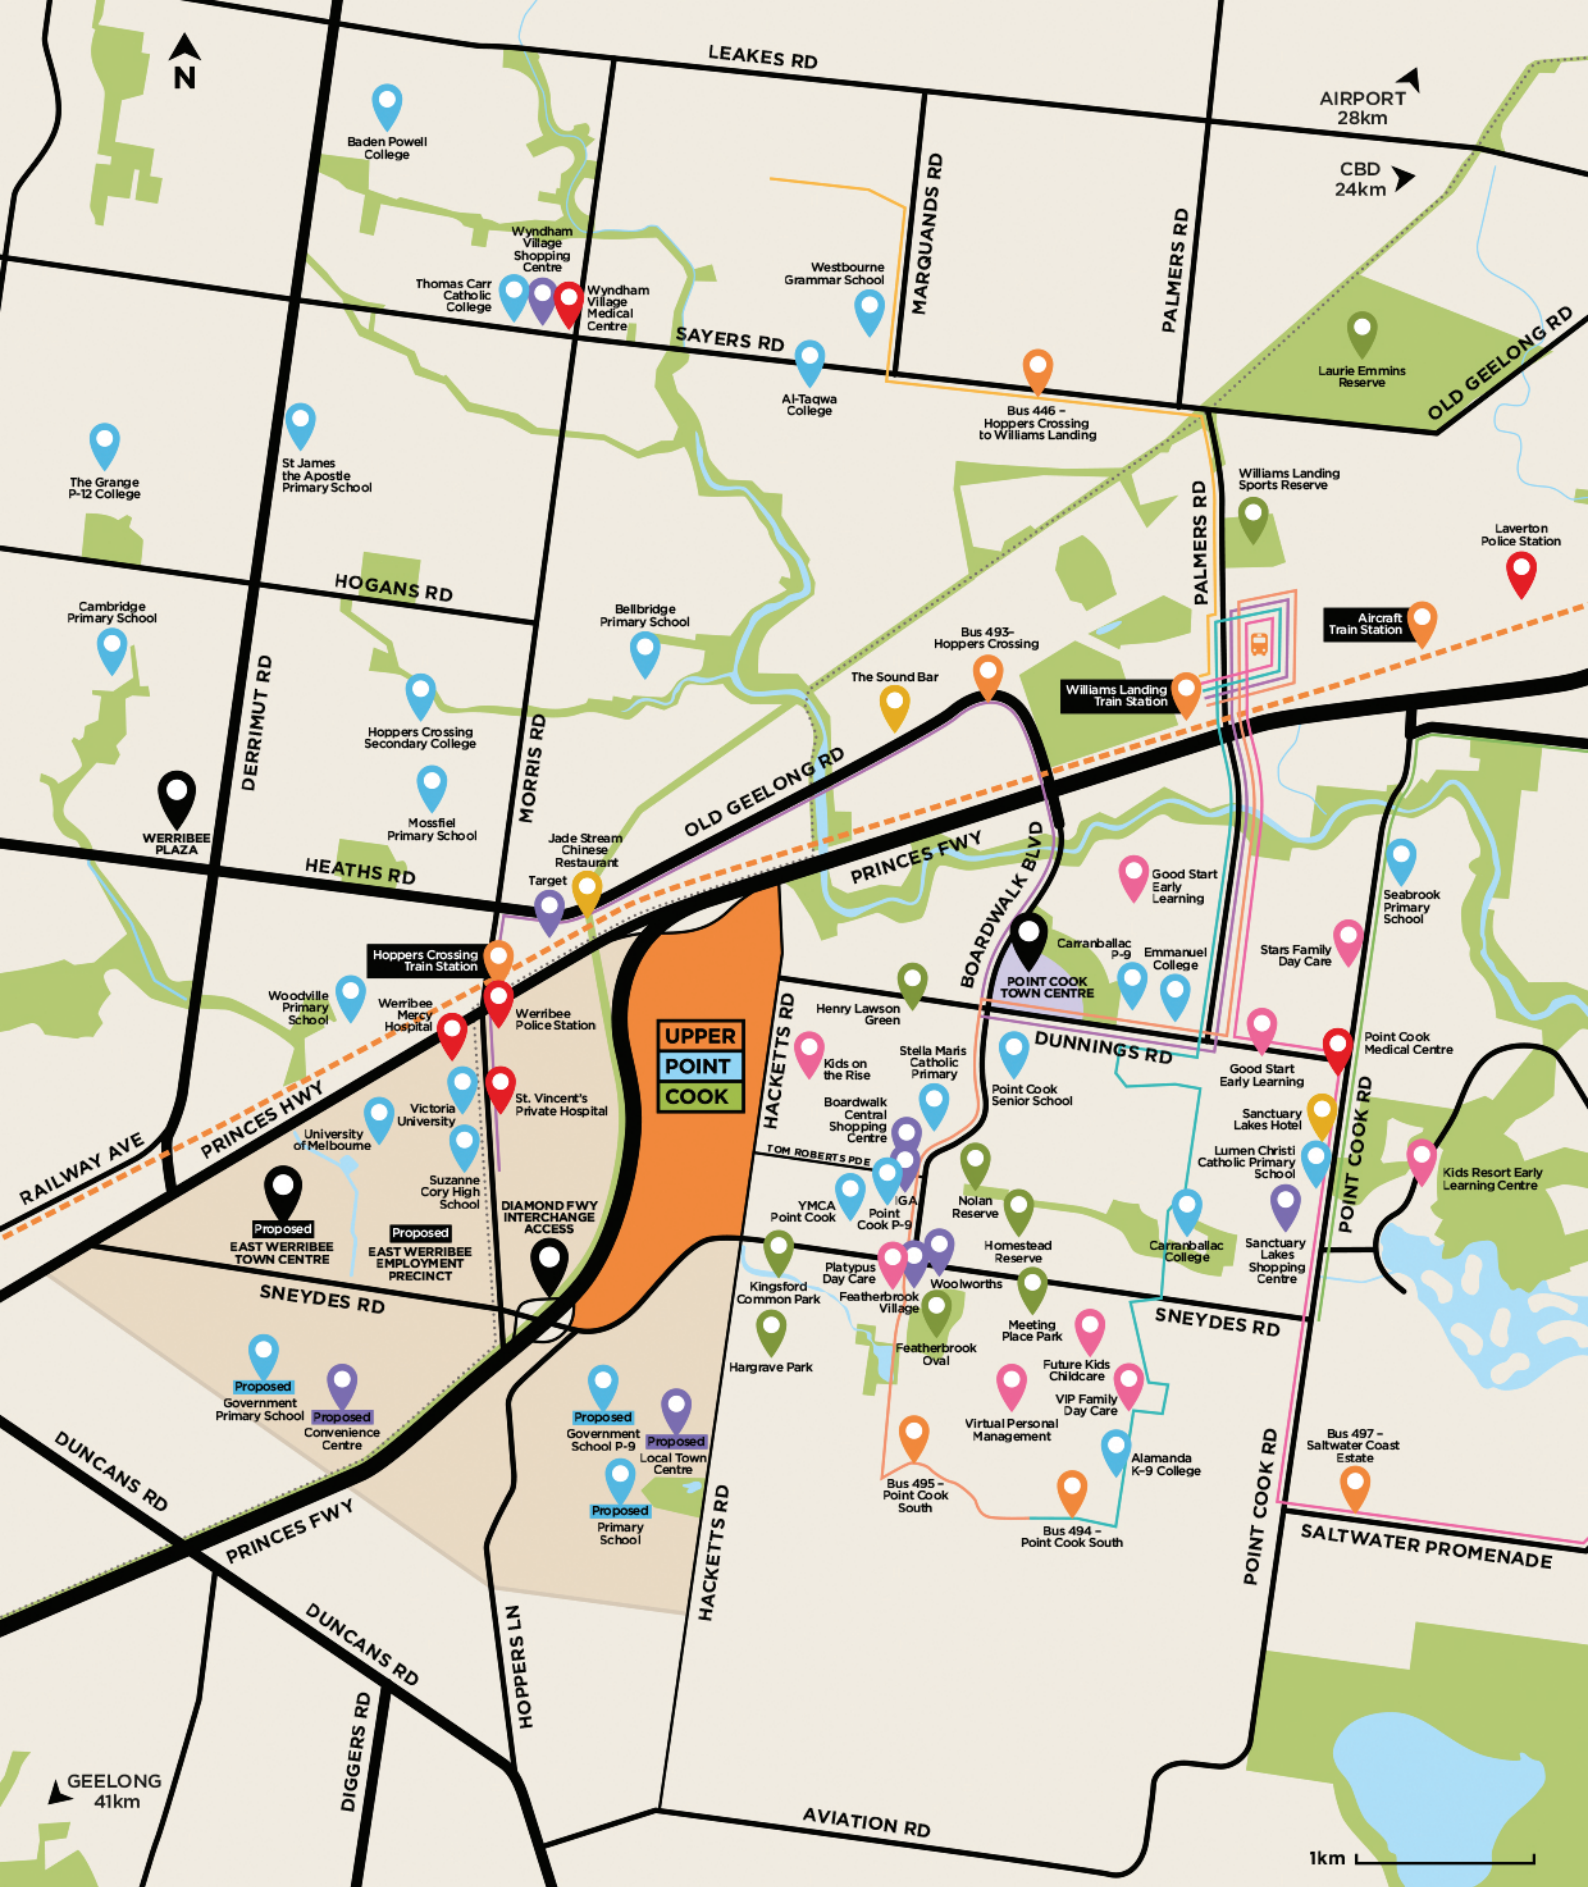 LEAKES RD
N
AIRPORT
28km
CBD
24km
Baden Powell
College
MARQUANDS RD
PALMERS RD
Wyndham
Village
Shopping
Centre
Thomas Carr
Catholic
College
Wyndham
Village
Medical
Centre
Westbourne
Grammar School
SAYERS RD
Al-Taqwa
College
Bus 446 –
Hoppers Crossing
to Williams Landing
Laurie Emmins
Reserve
OLD GEELONG RD
The Grange
P-12 College
St James
the Apostle
Primary School
Williams Landing
Sports Reserve
PALMERS RD
Laverton
Police Station
HOGANS RD
Cambridge
Primary School
Bellbridge
Primary School
Bus 493–
Hoppers Crossing
Aircraft
Train Station
The Sound Bar
Williams Landing
Train Station
DERRIMUT RD
Hoppers Crossing
Secondary College
MORRIS RD
OLD GEELONG RD
Mossfiel
Primary School
WERRIBEE
PLAZA
Jade Stream
Chinese
Restaurant
HEATHS RD
Target
PRINCES FWY
BOARDWALK BLVD
Good Start
Early
Learning
Seabrook
Primary
School
Stars Family
Day Care
Carranballac
P-9
Emmanuel
College
POINT COOK
TOWN CENTRE
Hoppers Crossing
Train Station
Woodville
Primary
School
Werribee
Mercy
Hospital
Werribee
Police Station
Henry Lawson
Green
UPPER
POINT
COOK
HACKETTS RD
DUNNINGS RD
Kids on
the Rise
Stella Maris
Catholic
Primary
Point Cook
Senior School
Good Start
Early Learning
Point Cook
Medical Centre
Victoria
University
St. Vincent's
Private Hospital
Boardwalk
Central
Shopping
Centre
Sanctuary
Lakes Hotel
POINT COOK RD
PRINCES HWY
RAILWAY AVE
University
of Melbourne
Suzanne
Cory High
School
TOM ROBERTS PDE
Lumen Christi
Catholic Primary
School
Kids Resort Early
Learning Centre
YMCA
Point Cook
Point
Cook P-9
IGA
Nolan
Reserve
Homestead
Reserve
Carranballac
College
Sanctuary
Lakes
Shopping
Centre
Proposed
EAST WERRIBEE
TOWN CENTRE
Proposed
EAST WERRIBEE
EMPLOYMENT
PRECINCT
DIAMOND FWY
INTERCHANGE
ACCESS
SNEYDES RD
Kingsford
Common Park
Platypus
Day Care
Featherbrook
Village
Woolworths
Meeting
Place Park
SNEYDES RD
Hargrave Park
Featherbrook
Oval
Future Kids
Childcare
VIP Family
Day Care
Virtual Personal
Management
Proposed
Government
Primary School
Proposed
Convenience
Centre
Proposed
Government
School P-9
Proposed
Local Town
Centre
Proposed
Primary
School
Alamanda
K-9 College
Bus 495 –
Point Cook
South
Bus 494 –
Point Cook South
Bus 497 –
Saltwater Coast
Estate
POINT COOK RD
SALTWATER PROMENADE
DUNCANS RD
PRINCES FWY
HACKETTS RD
DUNCANS RD
HOPPERS LN
DIGGERS RD
GEELONG
41km
AVIATION RD
1km